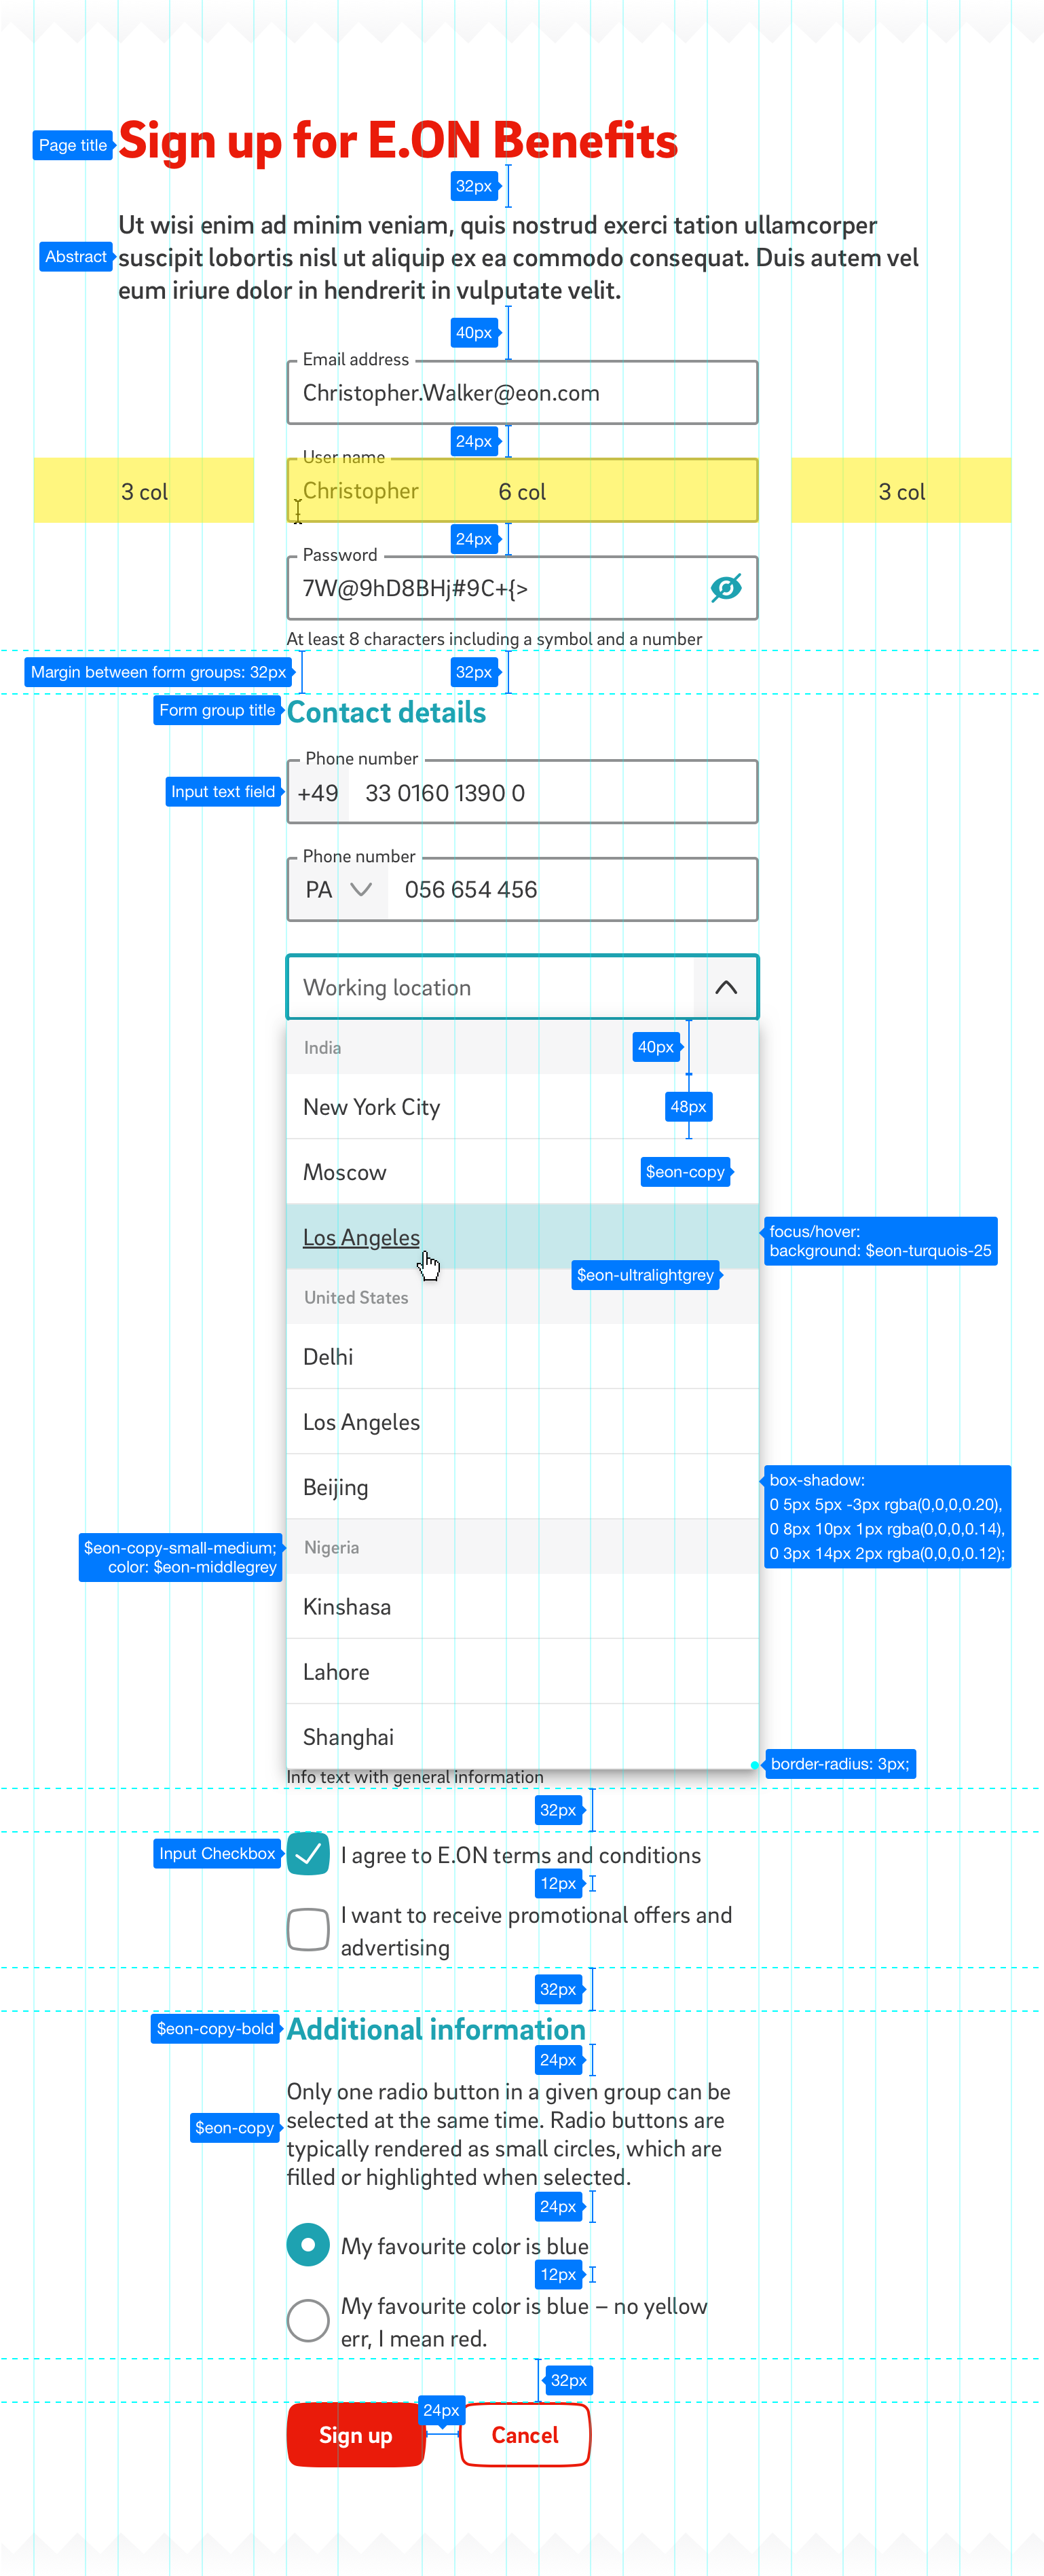 Page title
Sign up for E.ON Benefits
32px
Abstract
Ut wisi enim ad minim veniam, quis nostrud exerci tation ullamcorper
suscipit lobortis nisl ut aliquip ex ea commodo consequat. Duis autem vel
eum iriure dolor in hendrerit in vulputate velit.
40px
Email address
Christopher.Walker@eon.com
24px
User name
3 col
Christopher
6 col
3 col
24px
Password
7W@9hD8BHj#9C+{>
At least 8 characters including a symbol and a number
Margin between form groups: 32px
32px
Form group title
Contact details
Phone number
Input text field
+49 33 0160 1390 0
Phone number
PA 056 654 456
Working location
India
40px
New York City
48px
Moscow
$eon-copy
Los Angeles
focus/hover:
background: $eon-turquois-25
$eon-ultralightgrey
United States
Delhi
Los Angeles
Beijing
box-shadow:
0 5px 5px -3px rgba(0,0,0,0.20),
0 8px 10px 1px rgba(0,0,0,0.14),
0 3px 14px 2px rgba(0,0,0,0.12);
$eon-copy-small-medium;
color: $eon-middlegrey
Nigeria
Kinshasa
Lahore
Shanghai
border-radius: 3px;
Info text with general information
32px
Input Checkbox
I agree to E.ON terms and conditions
12px
I want to receive promotional offers and
advertising
32px
$eon-copy-bold
Additional information
24px
$eon-copy
Only one radio button in a given group can be
selected at the same time. Radio buttons are
typically rendered as small circles, which are
filled or highlighted when selected.
24px
My favourite color is blue
12px
My favourite color is blue – no yellow
err, I mean red.
32px
24px
Sign up
Cancel